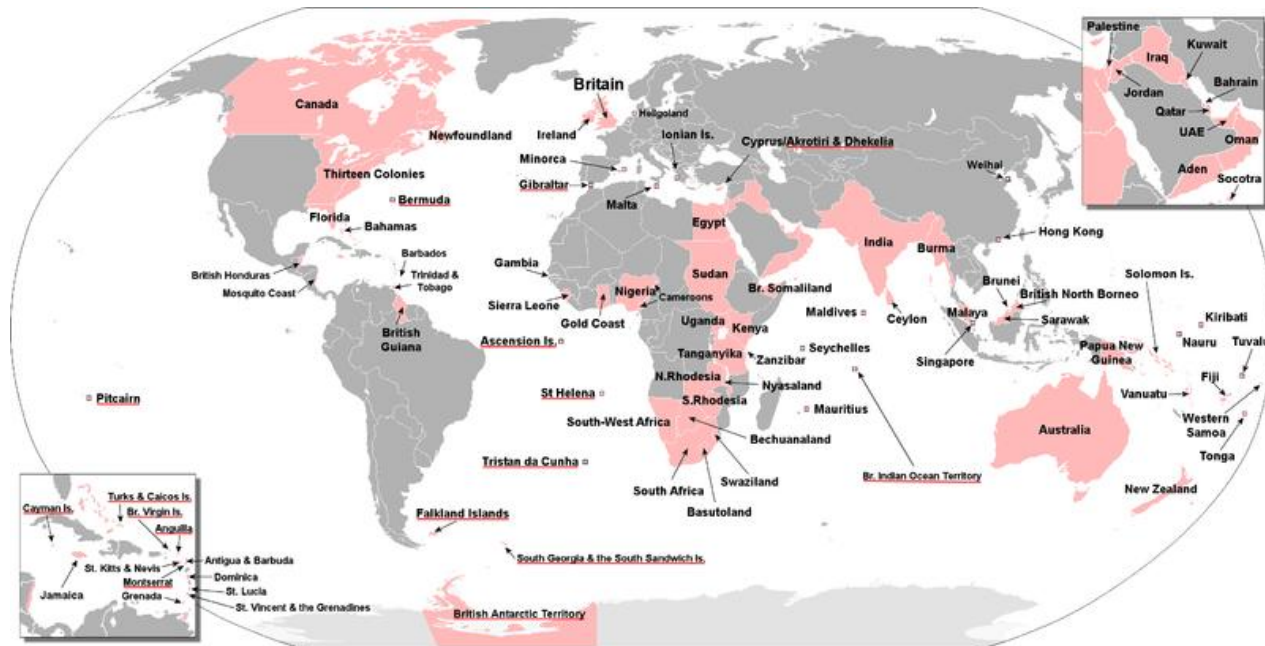 Palestine
Iraq
Kuwait
Jordan
Bahrain
Qatar
UAE
Oman
Aden
Socotra
Canada
Newfoundland
Britain
Heligoland
Ireland
Ionian Is.
Minorca
Cyprus/Akrotiri & Dhekelia
Gibraltar
Malta
Weihai
Thirteen Colonies
Bermuda
Florida
Bahamas
Egypt
India
Burma
Hong Kong
British Honduras
Barbados
Mosquito Coast
Trinidad &
Tobago
Gambia
Sudan
Sierra Leone
Nigeria
Cameroons
Br. Somaliland
Brunei
British North Borneo
Solomon Is.
Gold Coast
British
Guiana
Uganda
Kenya
Maldives
Ceylon
Malaya
Sarawak
Kiribati
Nauru
Ascension Is.
Tanganyika
Zanzibar
Seychelles
Singapore
Papua New
Guinea
Tuvalu
Pitcairn
St Helena
N.Rhodesia
Nyasaland
S.Rhodesia
Mauritius
Vanuatu
Fiji
Western
Samoa
South-West Africa
Bechuanaland
Australia
Tonga
Tristan da Cunha
South Africa
Swaziland
Basutoland
Br. Indian Ocean Territory
New Zealand
Falkland Islands
South Georgia & the South Sandwich Is.
British Antarctic Territory
Turks & Caicos Is.
Cayman Is.
Br. Virgin Is.
Anguilla
Antigua & Barbuda
St. Kitts & Nevis
Montserrat
Dominica
Jamaica
Grenada
St. Lucia
St. Vincent & the Grenadines